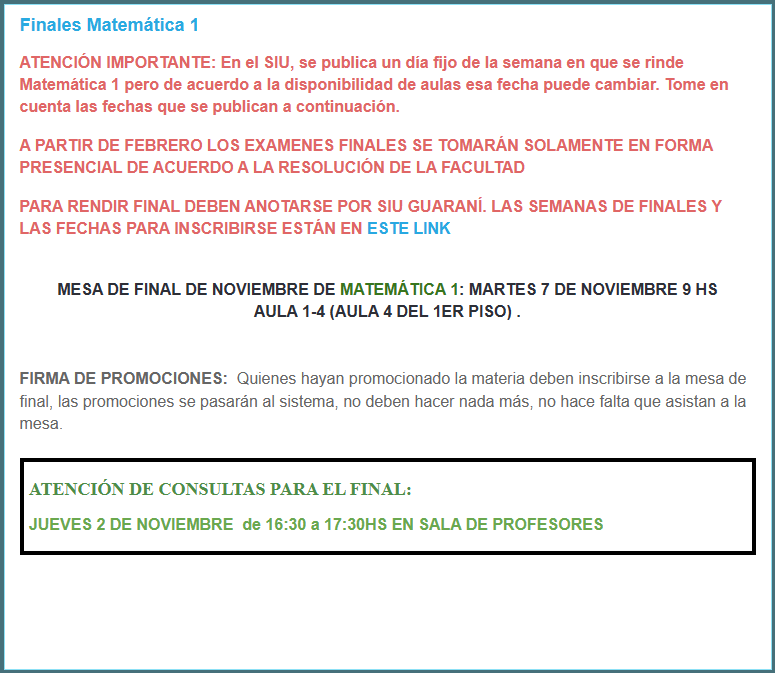 Finales Matemática 1
ATENCIÓN IMPORTANTE: En el SIU, se publica un día fijo de la semana en que se rinde
Matemática 1 pero de acuerdo a la disponibilidad de aulas esa fecha puede cambiar. Tome en
cuenta las fechas que se publican a continuación.
A PARTIR DE FEBRERO LOS EXAMENES FINALES SE TOMARÁN SOLAMENTE EN FORMA
PRESENCIAL DE ACUERDO A LA RESOLUCIÓN DE LA FACULTAD
PARA RENDIR FINAL DEBEN ANOTARSE POR SIU GUARANÍ. LAS SEMANAS DE FINALES Y
LAS FECHAS PARA INSCRIBIRSE ESTÁN EN ESTE LINK
MESA DE FINAL DE NOVIEMBRE DE MATEMÁTICA 1: MARTES 7 DE NOVIEMBRE 9 HS
AULA 1-4 (AULA 4 DEL 1ER PISO) .
FIRMA DE PROMOCIONES:  Quienes hayan promocionado la materia deben inscribirse a la mesa de
final, las promociones se pasarán al sistema, no deben hacer nada más, no hace falta que asistan a la
mesa.
ATENCIÓN DE CONSULTAS PARA EL FINAL:
JUEVES 2 DE NOVIEMBRE  de 16:30 a 17:30HS EN SALA DE PROFESORES